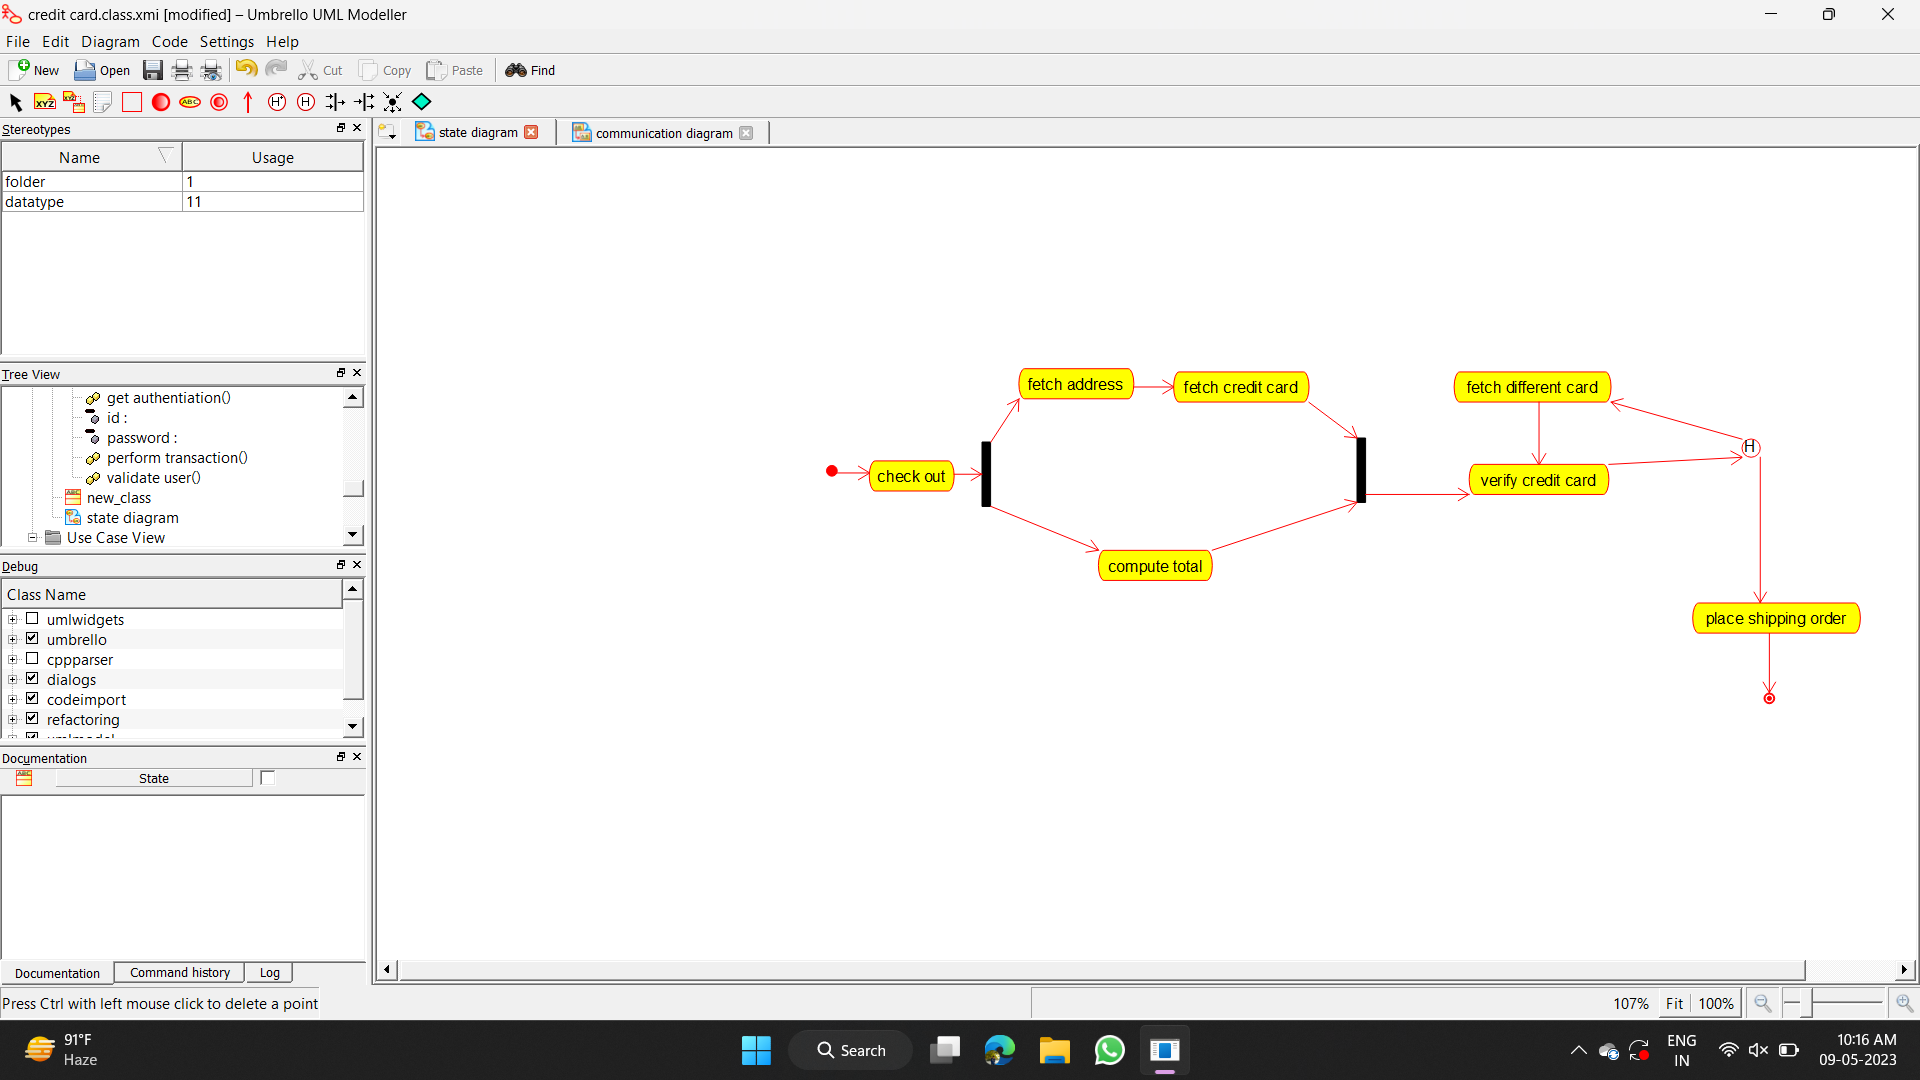 credit card.class.xmi [modified] – Umbrello UML Modeller
File Edit Diagram Code Settings Help
New Open Cut Copy Paste Find
XYZ ABC H* H
Stereotypes
state diagram communication diagram
Name Usage
folder 1
datatype 11
Tree View
get authentiation()
id :
password :
perform transaction()
validate user()
new_class
state diagram
Use Case View
Debug
Class Name
umlwidgets
umbrello
cppparser
dialogs
codeimport
refactoring
Documentation
State
fetch address
fetch credit card
fetch different card
H
check out
verify credit card
compute total
place shipping order
Documentation Command history Log
Press Ctrl with left mouse click to delete a point
107% Fit 100%
91°F
Haze
Search
ENG
IN
10:16 AM
09-05-2023